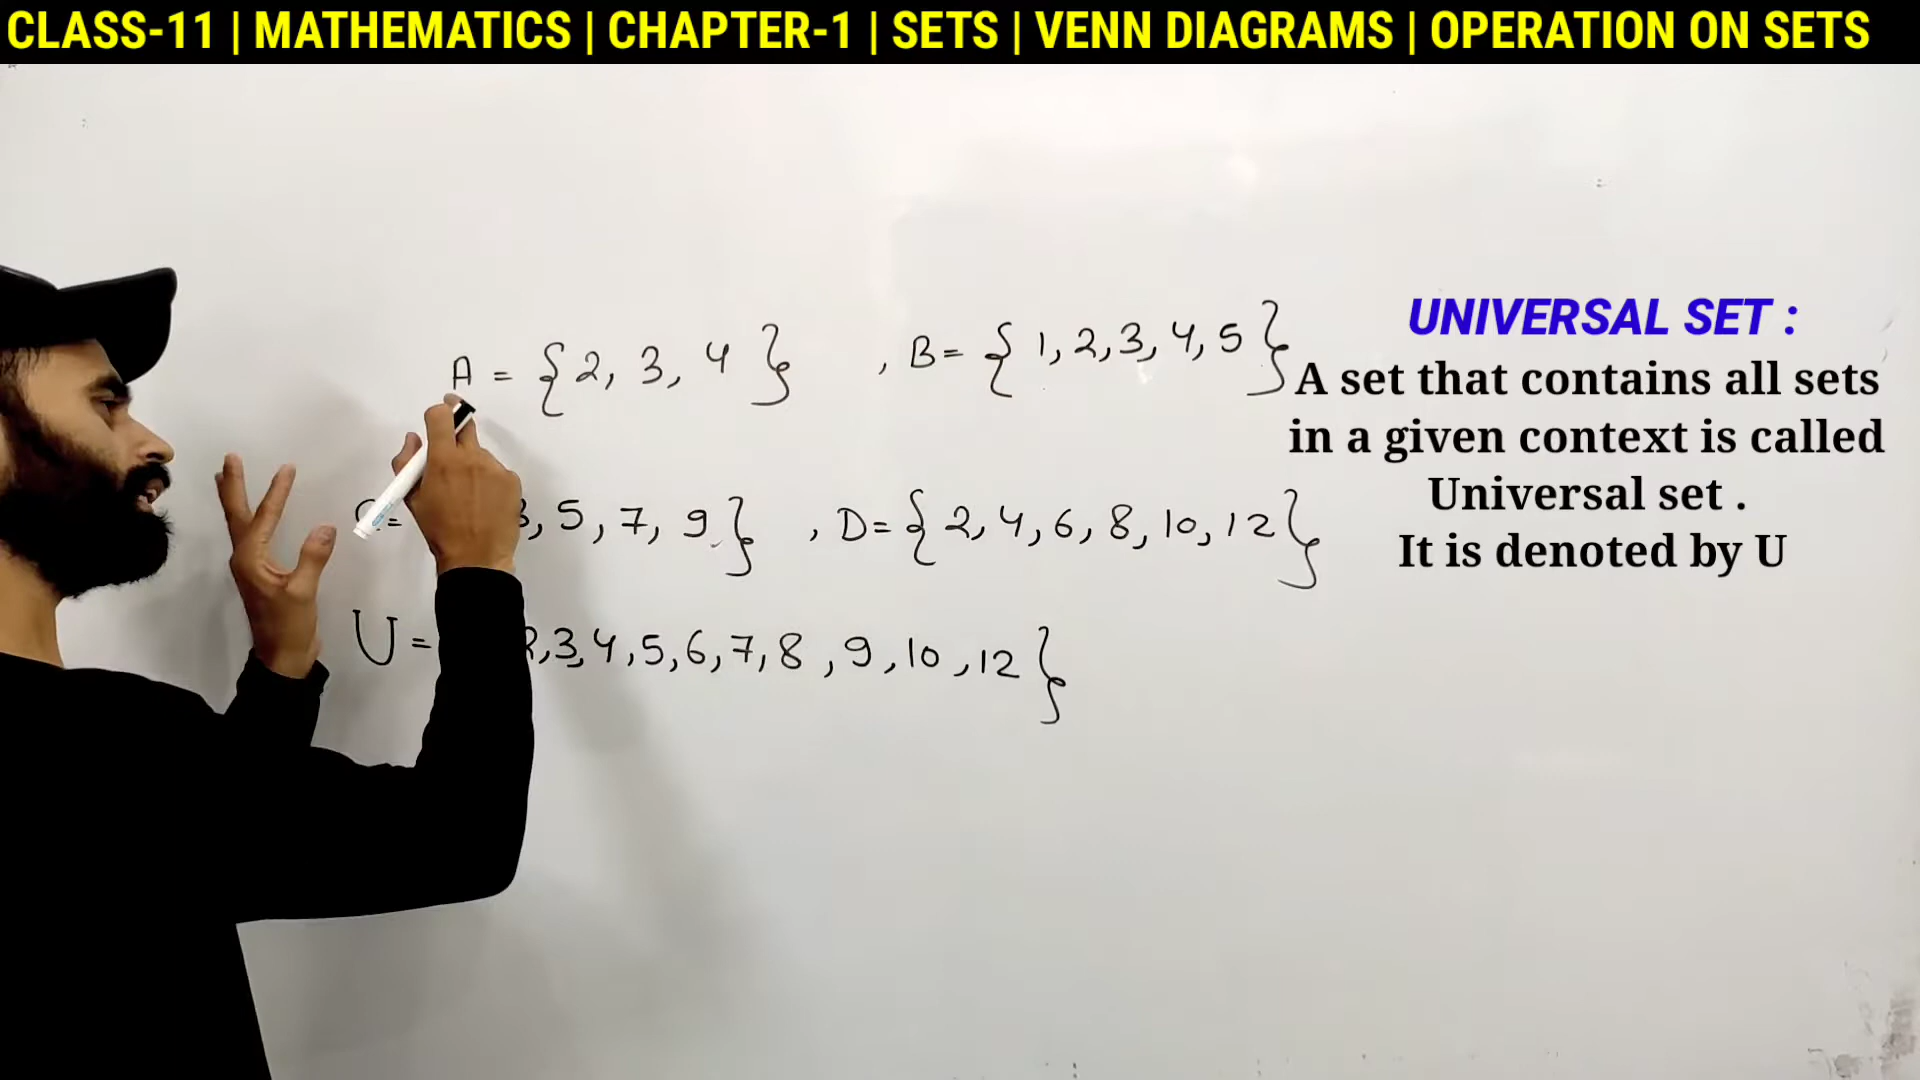 CLASS-11 | MATHEMATICS | CHAPTER-1 | SETS | VENN DIAGRAMS | OPERATION ON SETS
A = {2, 3, 4} , B = { 1, 2, 3, 4, 5 }
= 3, 5, 7, 9 } , D = { 2, 4, 6, 8, 10, 12 }
U = 2, 3, 4, 5, 6, 7, 8 , 9, 10 , 12 }
UNIVERSAL SET :
A set that contains all sets
in a given context is called
Universal set .
It is denoted by U